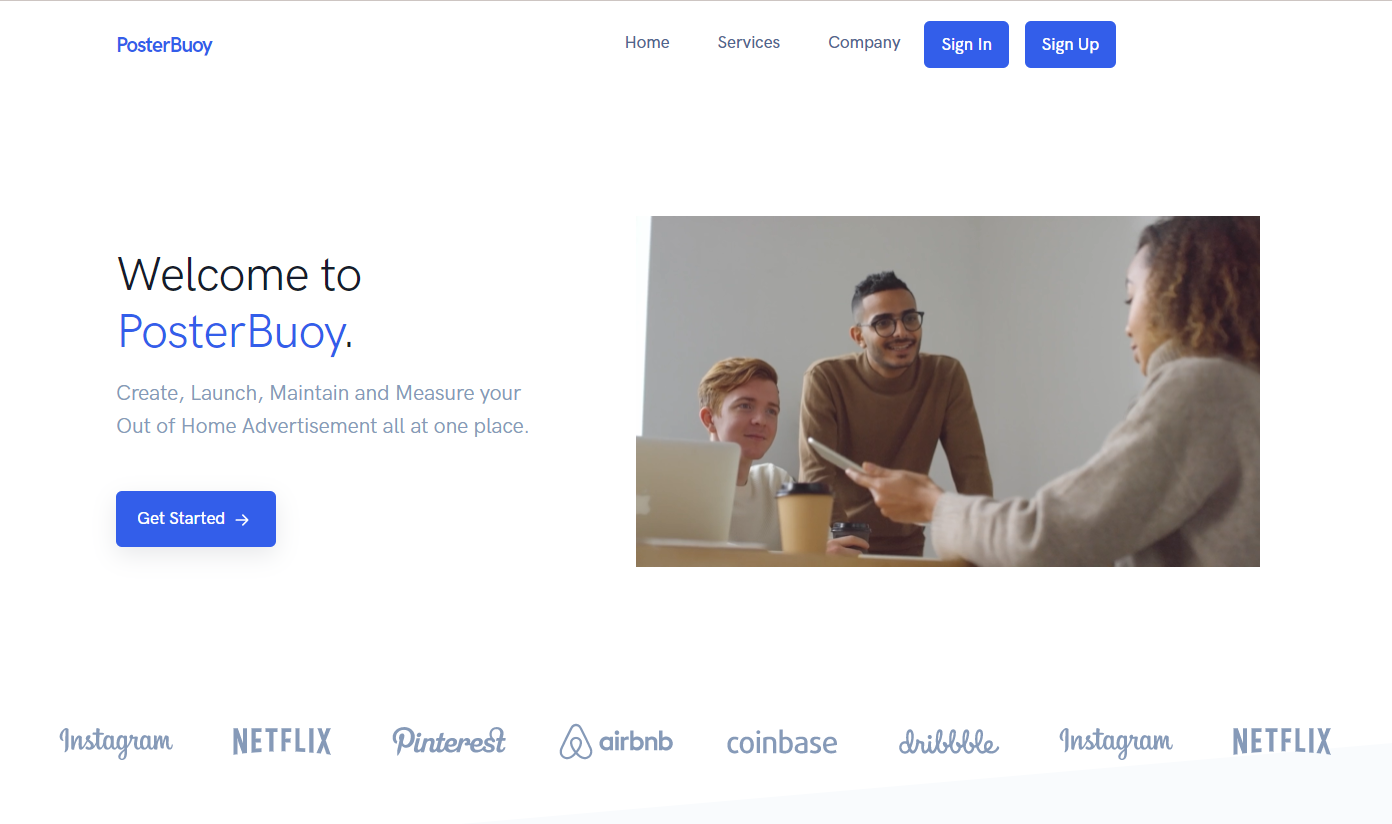 PosterBuoy
Home
Services
Company
Sign In
Sign Up
Welcome to
PosterBuoy.
Create, Launch, Maintain and Measure your
Out of Home Advertisement all at one place.
Get Started →
Instagram
NETFLIX
Pinterest
airbnb
coinbase
dribbble
Instagram
NETFLIX